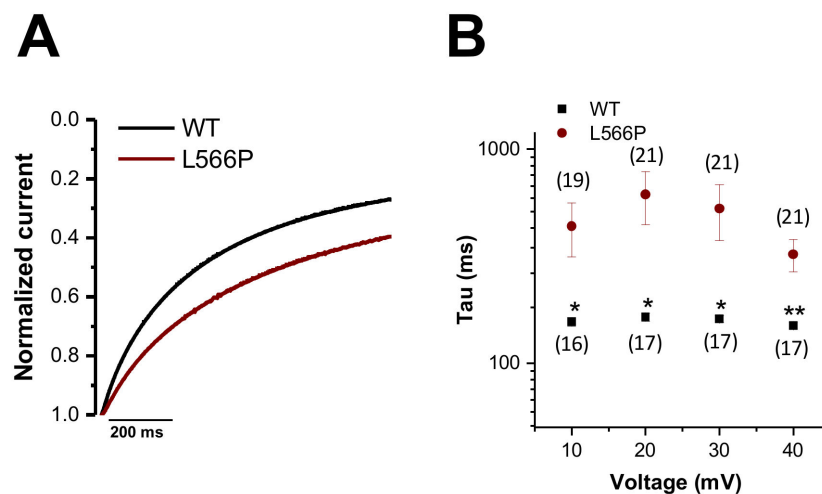 A
WT
L566P
0.0
0.2
0.4
0.6
0.8
1.0
Normalized current
200 ms
B
WT
L566P
1000
100
Tau (ms)
(19)
(21)
(21)
(21)
*
*
*
**
(16)
(17)
(17)
(17)
10
20
30
40
Voltage (mV)